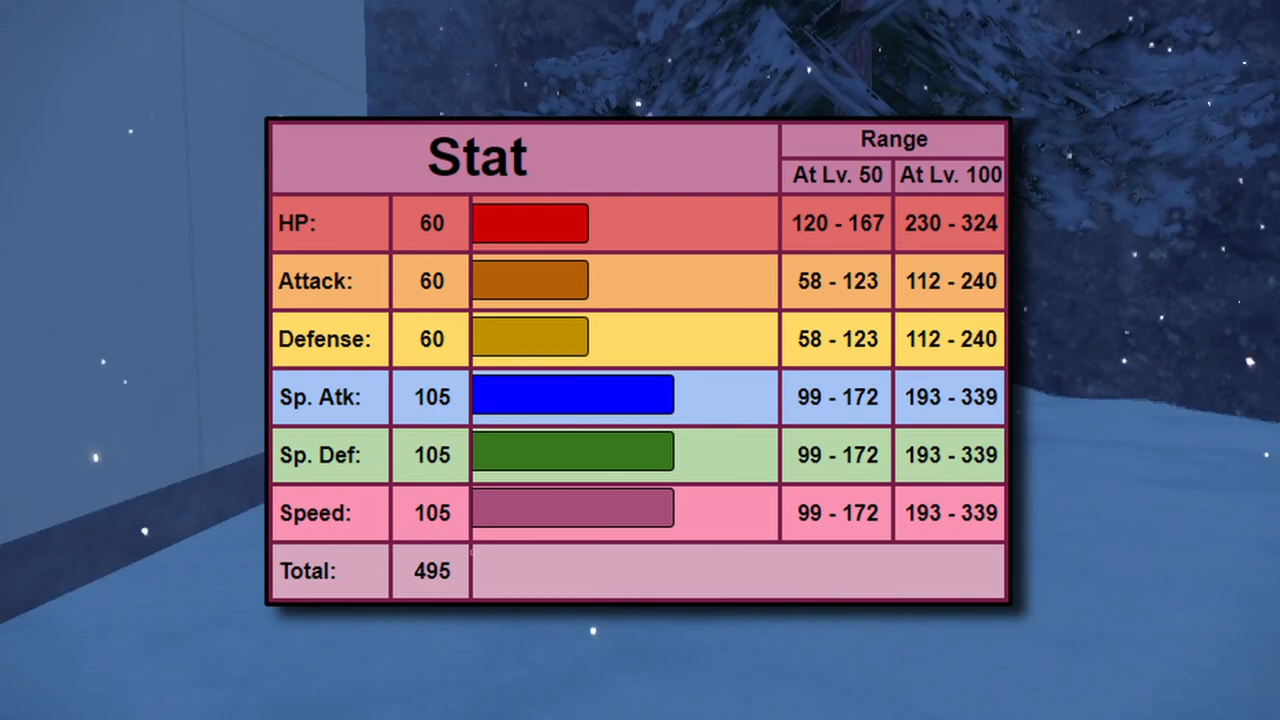 Stat Range
At Lv. 50 At Lv. 100
HP: 60 120 - 167 230 - 324
Attack: 60 58 - 123 112 - 240
Defense: 60 58 - 123 112 - 240
Sp. Atk: 105 99 - 172 193 - 339
Sp. Def: 105 99 - 172 193 - 339
Speed: 105 99 - 172 193 - 339
Total: 495